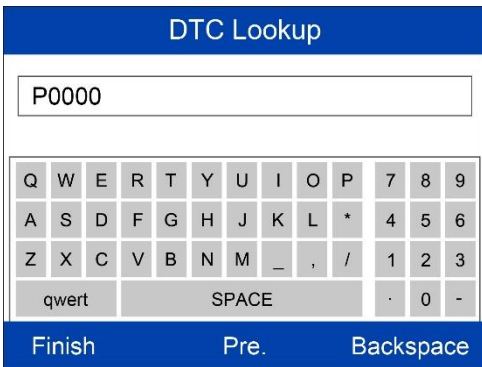 DTC Lookup
P0000
Q W E R T Y U I O P 7 8 9
A S D F G H J K L * 4 5 6
Z X C V B N M _ , / 1 2 3
qwert SPACE · 0 -
Finish Pre. Backspace